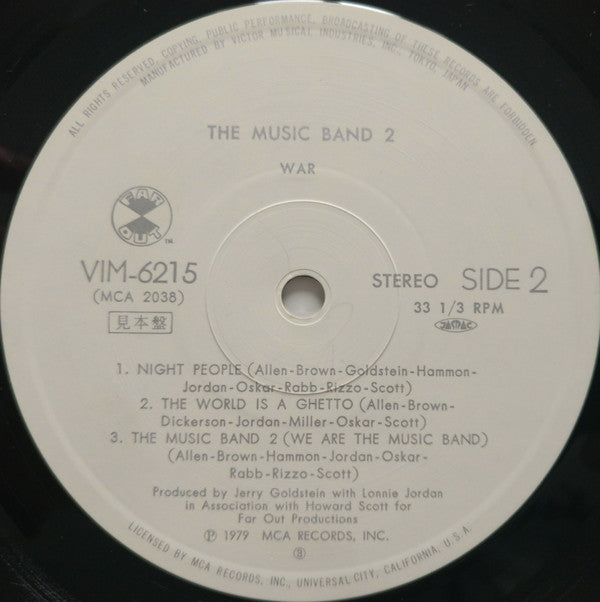 ALL RIGHTS RESERVED. COPYING, PUBLIC PERFORMANCE, BROADCASTING OF THESE RECORDS ARE FORBIDDEN.
MANUFACTURED BY VICTOR MUSICAL INDUSTRIES, INC., TOKYO, JAPAN
THE MUSIC BAND 2
WAR
FAR
OUT
TM
VIM-6215
(MCA 2038)
見本盤
STEREO SIDE 2
33 1/3 RPM
JASRAC
1. NIGHT PEOPLE (Allen-Brown-Goldstein-Hammon-
Jordan-Oskar-Rabb-Rizzo-Scott)
2. THE WORLD IS A GHETTO (Allen-Brown-
Dickerson-Jordan-Miller-Oskar-Scott)
3. THE MUSIC BAND 2 (WE ARE THE MUSIC BAND)
(Allen-Brown-Hammon-Jordan-Oskar-
Rabb-Rizzo-Scott)
Produced by Jerry Goldstein with Lonnie Jordan
in Association with Howard Scott for
Far Out Productions
Ⓟ 1979 MCA RECORDS, INC.
LICENSED BY MCA RECORDS, INC., UNIVERSAL CITY, CALIFORNIA, U.S.A.